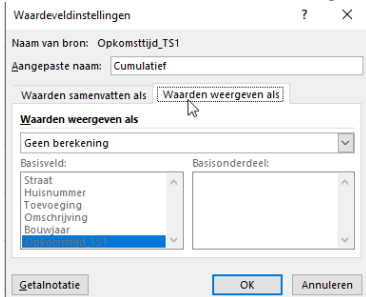 Waardeveldinstellingen ? ×
Naam van bron: Opkomsttijd_TS1
Aangepaste naam: Cumulatief
Waarden samenvatten als Waarden weergeven als
Waarden weergeven als
Geen berekening
Basisveld: Basisonderdeel:
Straat
Huisnummer
Toevoeging
Omschrijving
Bouwjaar
Opkomsttijd_TS1
Getalnotatie OK Annuleren